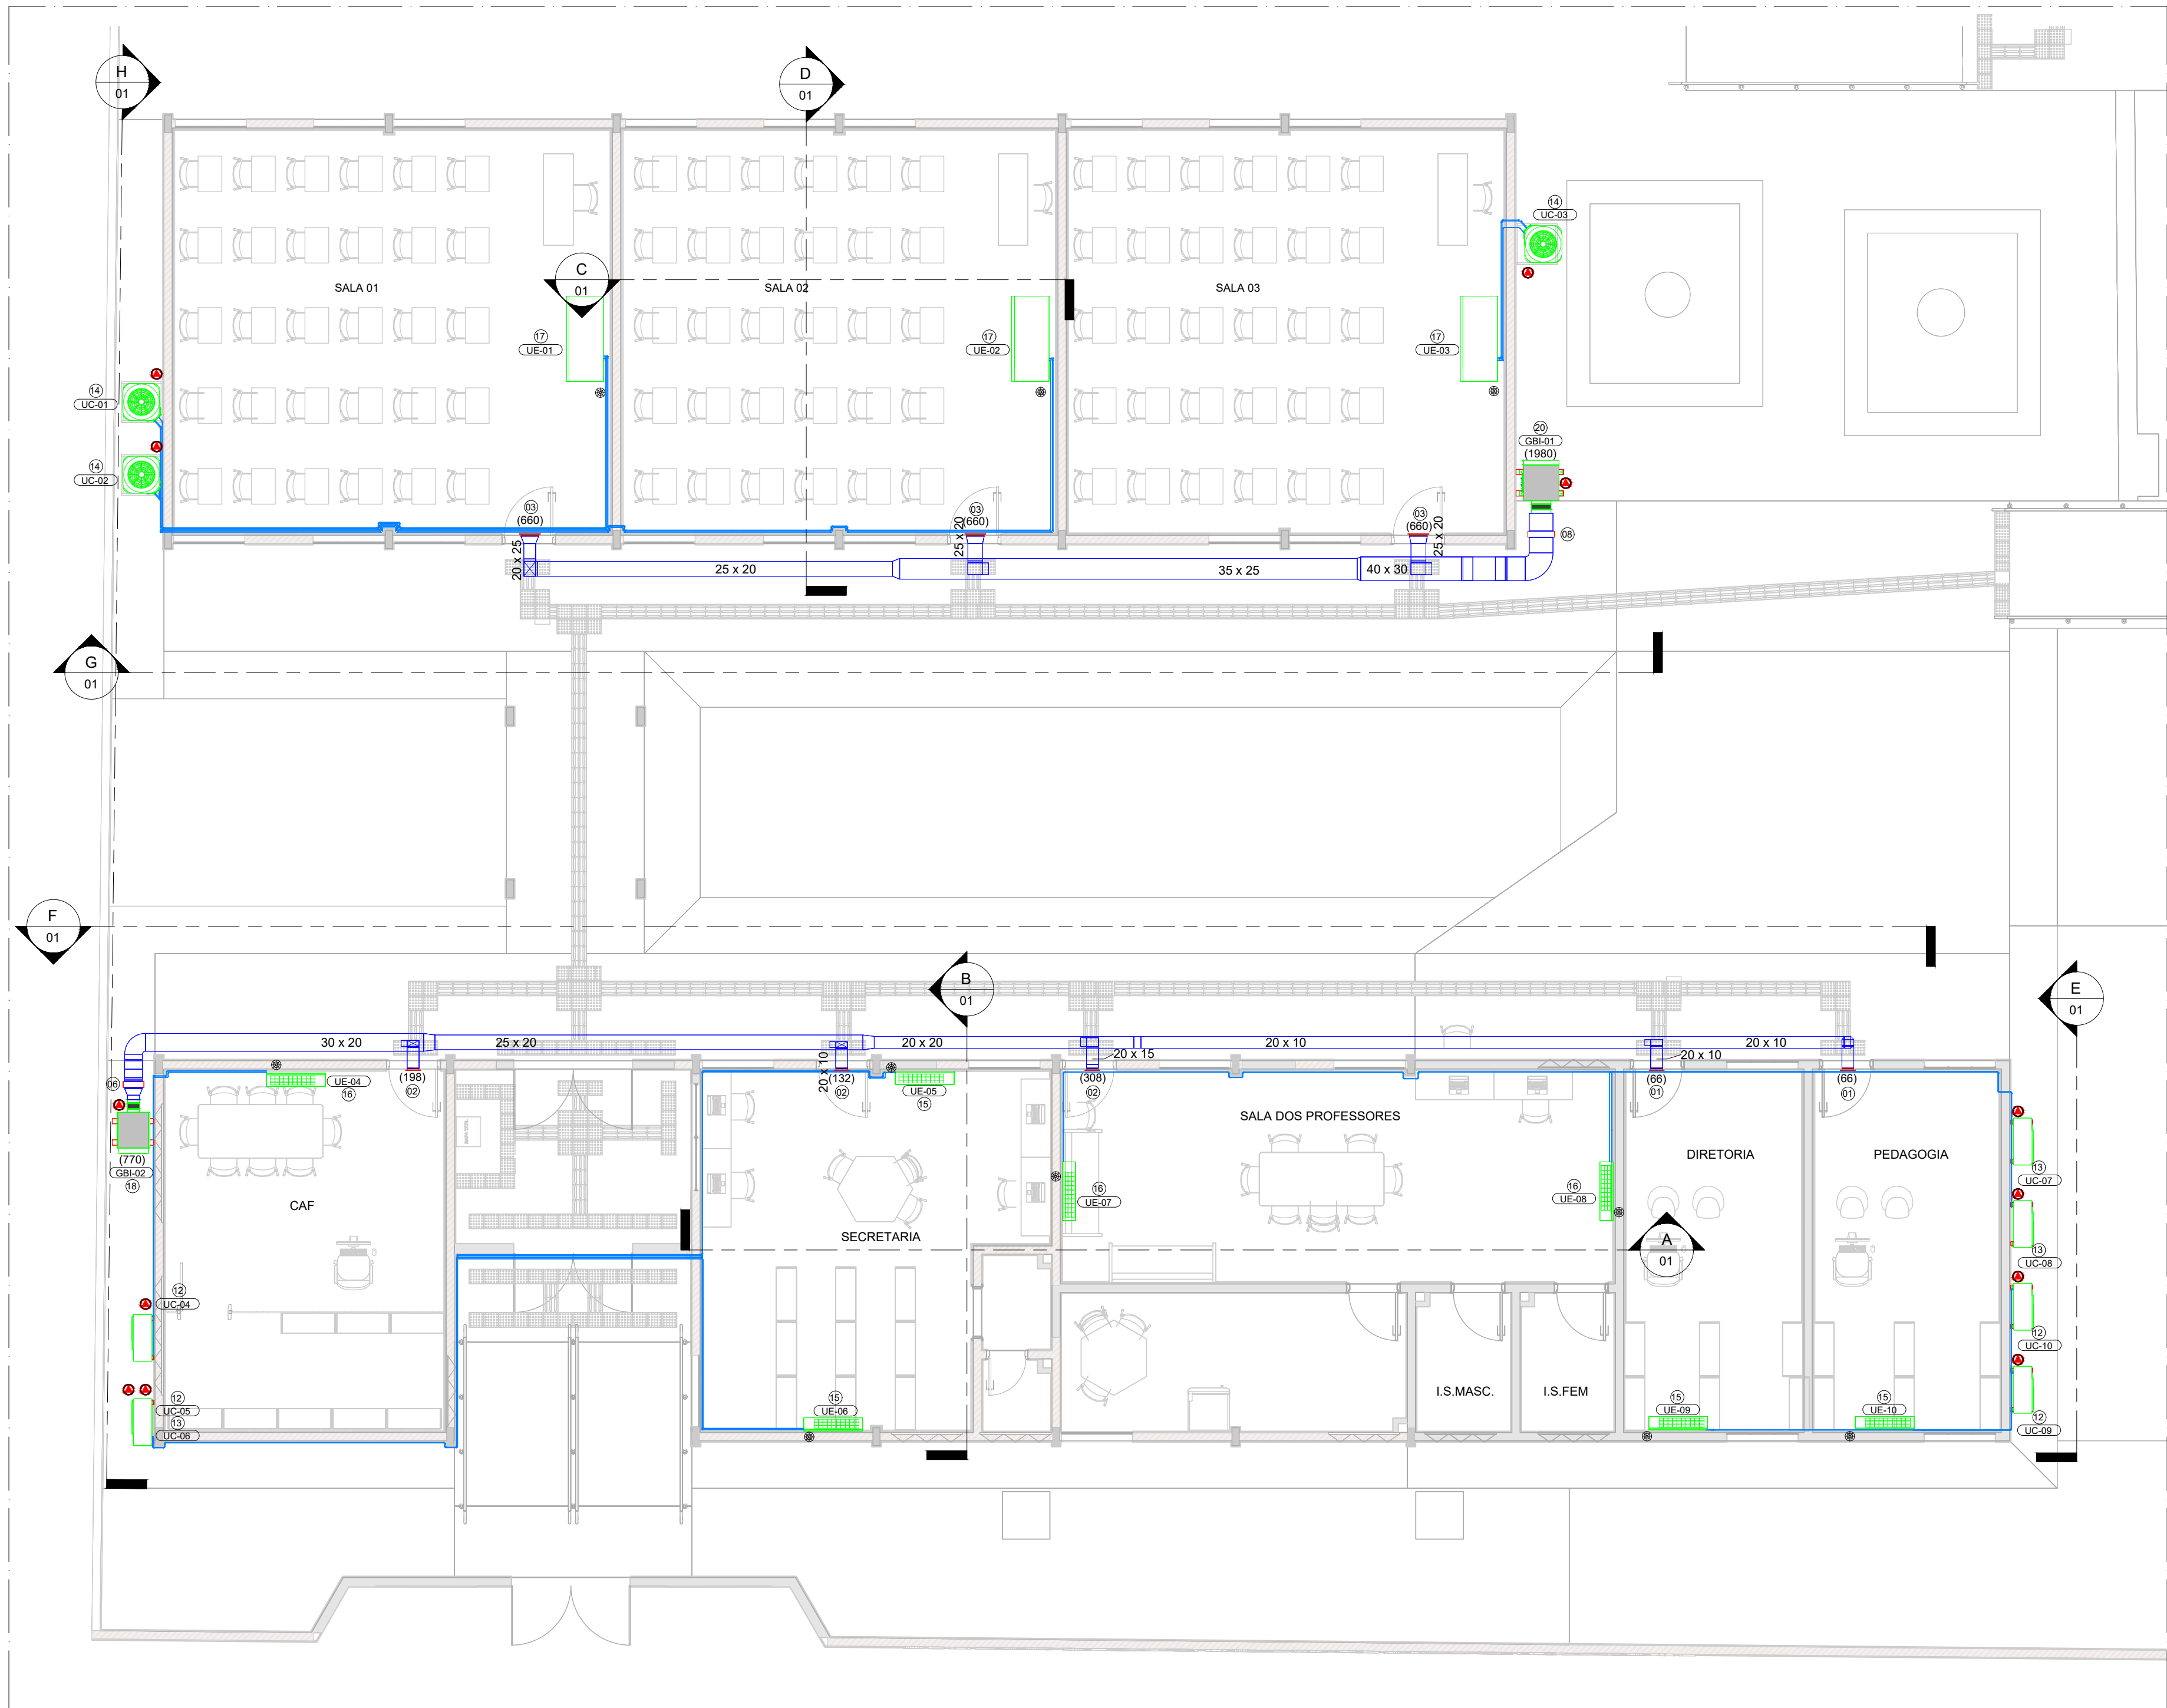 H
01
D
01
14
UC-03
C
01
SALA 01
SALA 02
SALA 03
17
UE-01
17
UE-02
17
UE-03
14
UC-01
14
UC-02
20
GBI-01
(1980)
03
(660)
03
(660)
03
(660)
08
20 x 25
25 x 20
25 x 20
25 x 20
35 x 25
40 x 30
G
01
F
01
B
01
E
01
30 x 20
25 x 20
20 x 10
20 x 20
20 x 15
20 x 10
20 x 10
20 x 10
06
UE-04
16
(198)
02
(132)
02
UE-05
15
(308)
02
(66)
01
(66)
01
(770)
GBI-02
18
CAF
SECRETARIA
SALA DOS PROFESSORES
DIRETORIA
PEDAGOGIA
16
UE-07
16
UE-08
A
01
13
UC-07
13
UC-08
12
UC-10
12
UC-09
12
UC-04
12
UC-05
13
UC-06
15
UE-06
I.S.MASC.
I.S.FEM
15
UE-09
15
UE-10